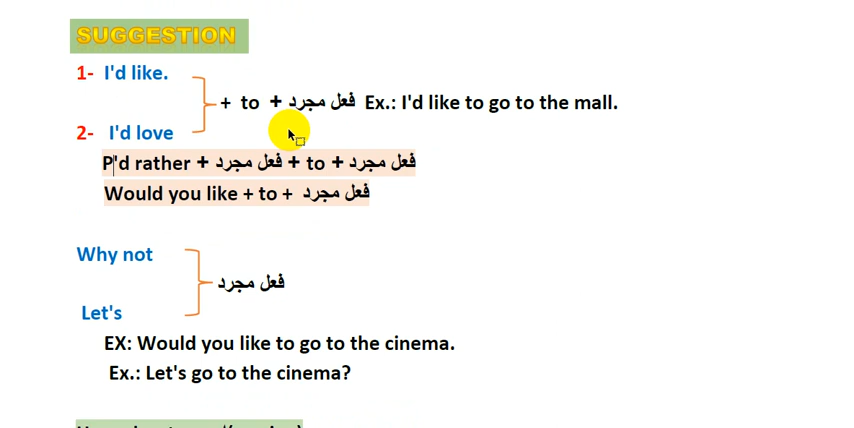 SUGGESTION
1- I'd like.
+ to + فعل مجرد Ex.: I'd like to go to the mall.
2- I'd love
P'd rather + فعل مجرد + to + فعل مجرد
Would you like + to + فعل مجرد
Why not
فعل مجرد
Let's
EX: Would you like to go to the cinema.
Ex.: Let's go to the cinema?